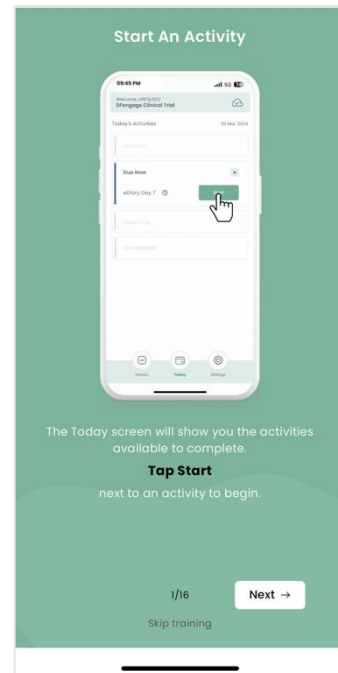 Start An Activity
09:45 PM
5G
DFengage Clinical Trial
Today's Activities
Due Now
eDiary Day 7
Upcoming
Completed
History Today Settings
The Today screen will show you the activities
available to complete.
Tap Start
next to an activity to begin.
1/16
Next →
Skip training